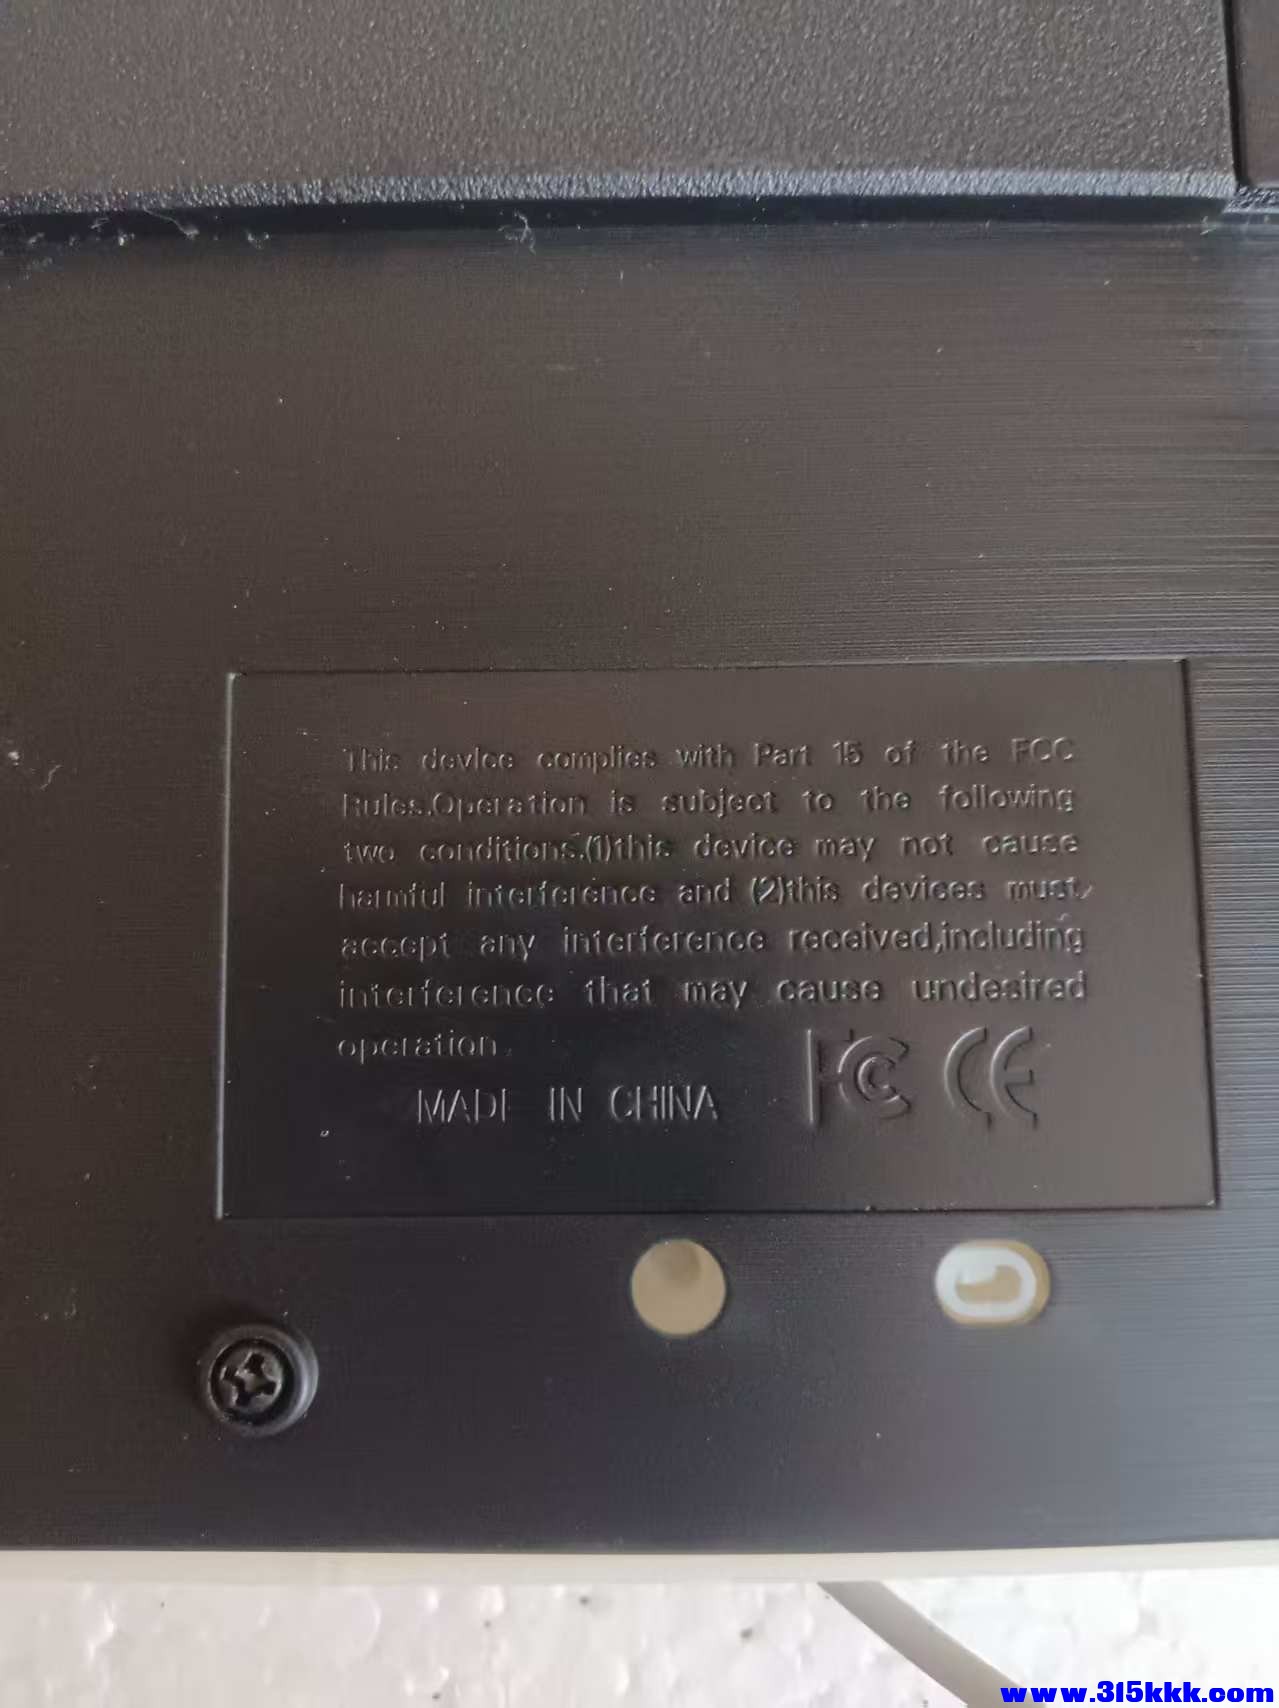 This device complies with Part 15 of the FCC
Rules.Operation is subject to the following
two conditions.(1)this device may not cause
harmful interference and (2)this devices must
accept any interference received,including
interference that may cause undesired
operation.
MADE IN CHINA FC CE
www.315kkk.com